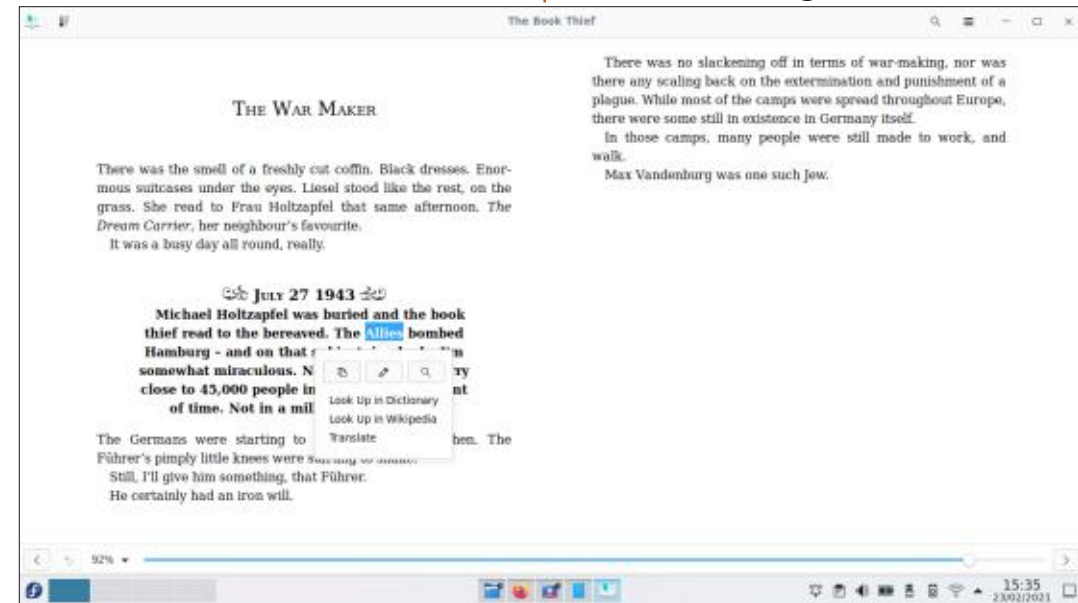 The Book Thief
THE WAR MAKER
There was the smell of a freshly cut coffin. Black dresses. Enor-
mous suitcases under the eyes. Liesel stood like the rest, on the
grass. She read to Frau Holtzapfel that same afternoon. The
Dream Carrier, her neighbour's favourite.
It was a busy day all round, really.
JULY 27 1943
Michael Holtzapfel was buried and the book
thief read to the bereaved. The Allies bombed
Hamburg – and on that
somewhat miraculous.
close to 45,000 people in
of time. Not in a
The Germans were starting to The
Führer's pimply little knees were
Still, I'll give him something, that Führer.
He certainly had an iron will.
Look Up in Dictionary
Look Up in Wikipedia
Translate
There was no slackening off in terms of war-making, nor was
there any scaling back on the extermination and punishment of a
plague. While most of the camps were spread throughout Europe,
there were some still in existence in Germany itself.
In those camps, many people were still made to work, and
walk.
Max Vandenburg was one such Jew.
92%
15:35
23/02/2021